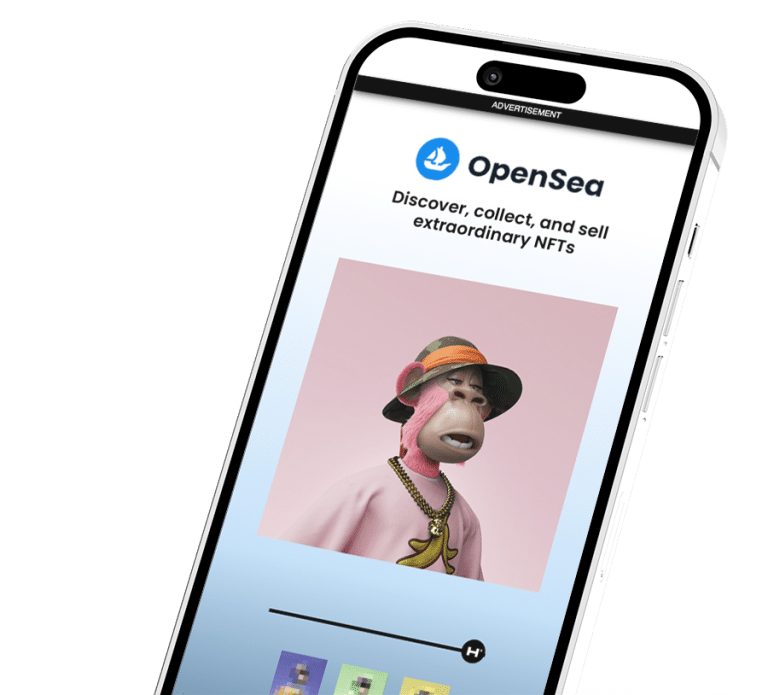 ADVERTISEMENT
OpenSea
Discover, collect, and sell
extraordinary NFTs
H